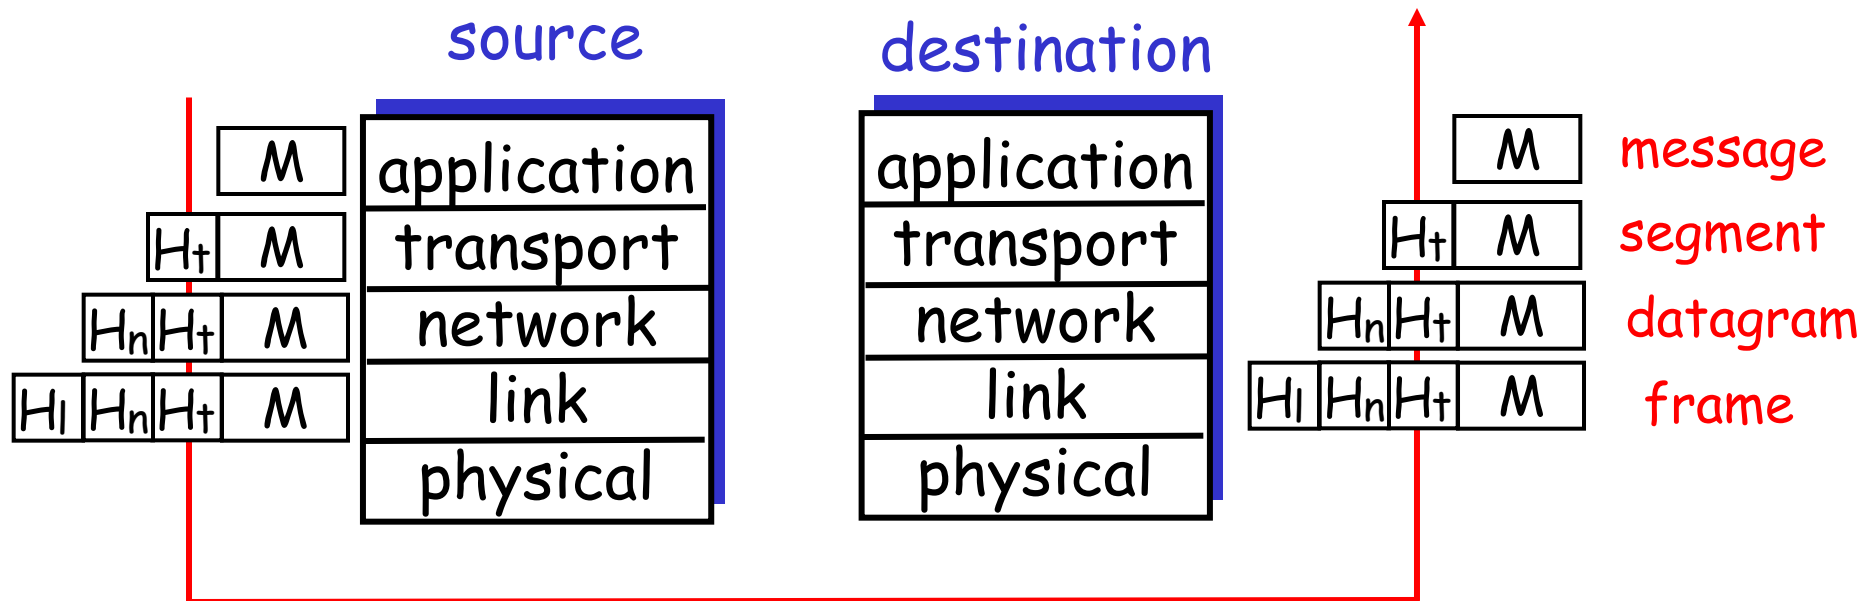 source destination
M application application M message
Ht M transport transport Ht M segment
Hn Ht M network network Hn Ht M datagram
Hl Hn Ht M link link Hl Hn Ht M frame
physical physical